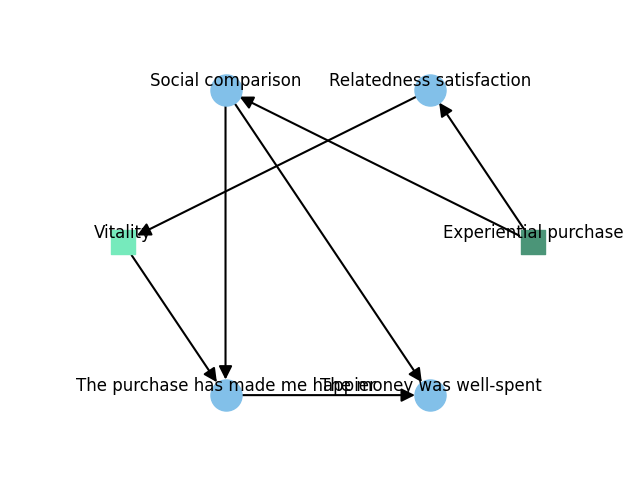 Social comparison
Relatedness satisfaction
Vitality
Experiential purchase
The purchase has made me happier
The money was well-spent